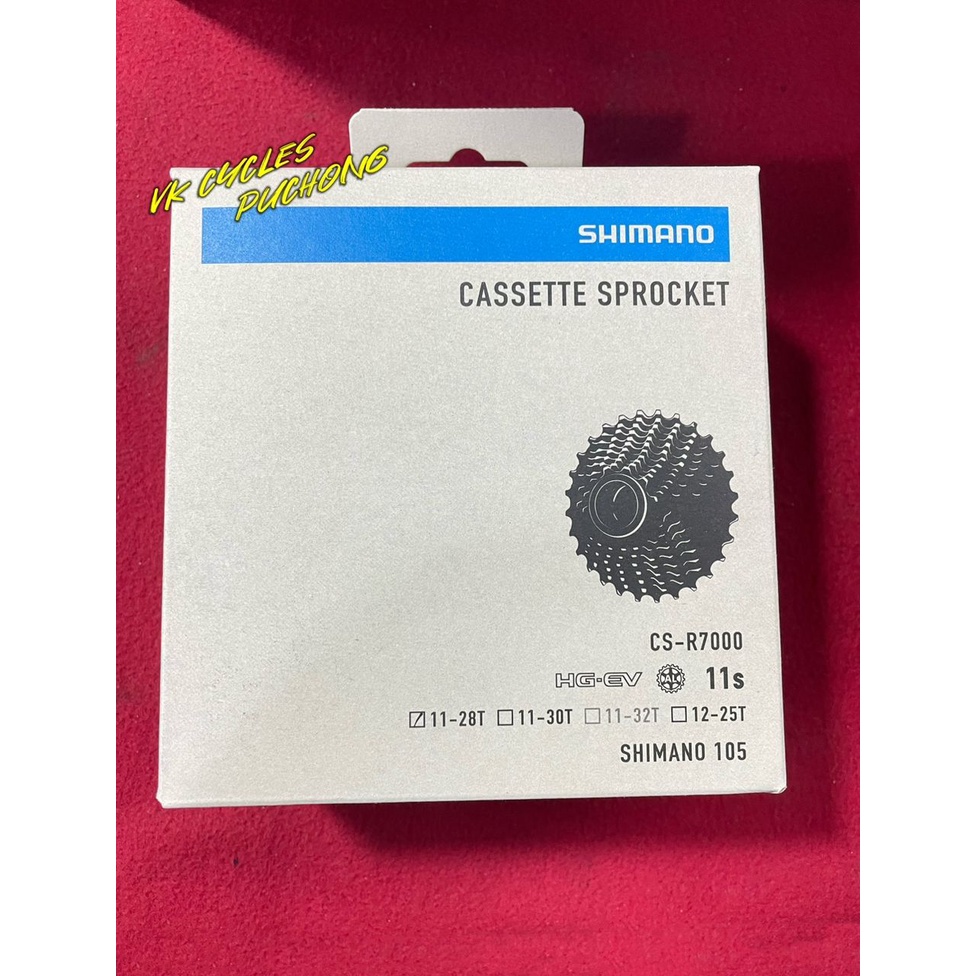 VK CYCLES
PUCHONG
SHIMANO
CASSETTE SPROCKET
CS-R7000
HG-EV 11s
☑11-28T ☐11-30T ☐11-32T ☐12-25T
SHIMANO 105